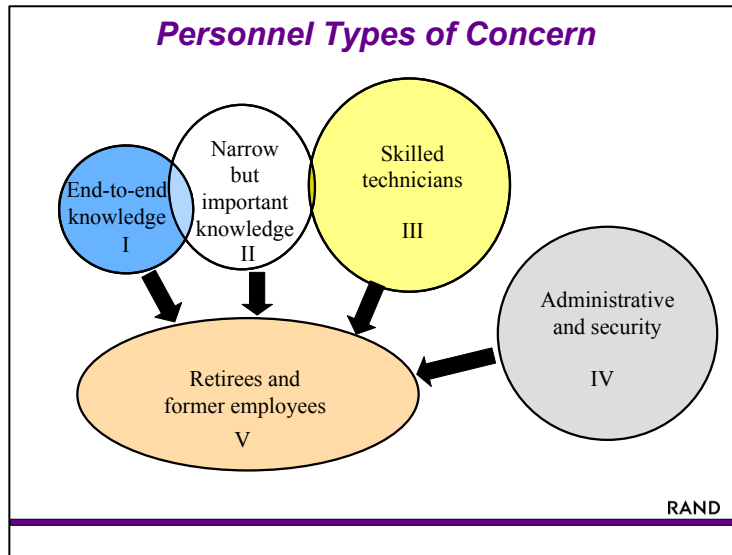 Personnel Types of Concern
End-to-end
knowledge
I
Narrow
but
important
knowledge
II
Skilled
technicians
III
Administrative
and security
IV
Retirees and
former employees
V
RAND